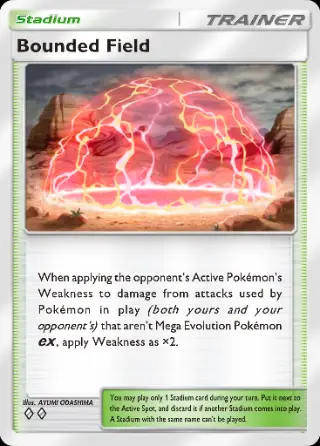 Stadium
TRAINER
Bounded Field
When applying the opponent's Active Pokémon's
Weakness to damage from attacks used by
Pokémon in play (both yours and your
opponent's) that aren't Mega Evolution Pokémon
ex, apply Weakness as ×2.
Illus. AYUMI ODASHIMA
You may play only 1 Stadium card during your turn. Put it next to
the Active Spot, and discard it if another Stadium comes into play.
A Stadium with the same name can't be played.